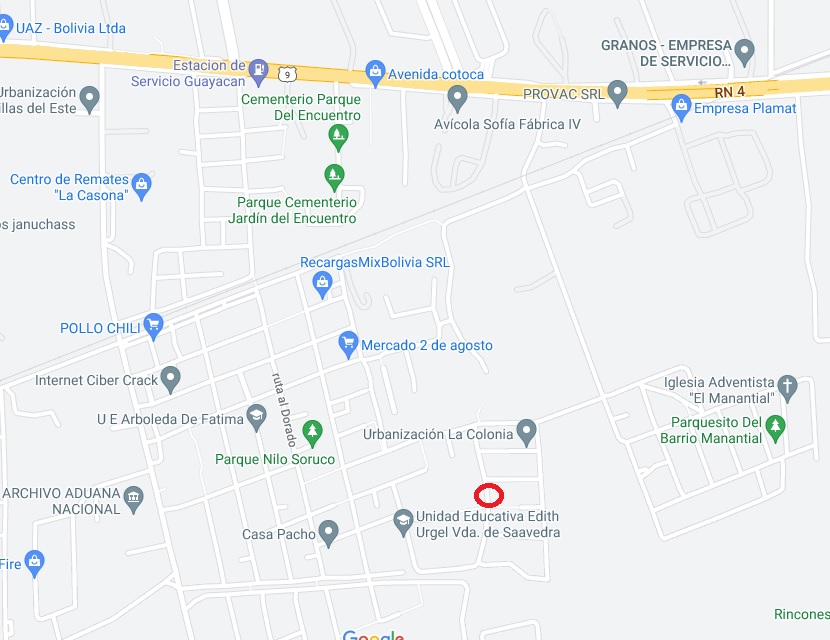 UAZ - Bolivia Ltda
GRANOS - EMPRESA
DE SERVICIO...
Estacion de
Servicio Guayacan
9
Avenida cotoca
Urbanización
illas del Este
PROVAC SRL
RN 4
Cementerio Parque
Del Encuentro
Avícola Sofía Fábrica IV
Empresa Plamat
Centro de Remates
"La Casona"
Parque Cementerio
Jardín del Encuentro
os januchass
RecargasMixBolivia SRL
POLLO CHILI
Mercado 2 de agosto
Internet Ciber Crack
ruta al Dorado
Iglesia Adventista
"El Manantial"
U E Arboleda De Fatima
Parquesito Del
Barrio Manantial
Urbanización La Colonia
Parque Nilo Soruco
ARCHIVO ADUANA
NACIONAL
Unidad Educativa Edith
Urgel Vda. de Saavedra
Casa Pacho
Fire
Rincones
Google